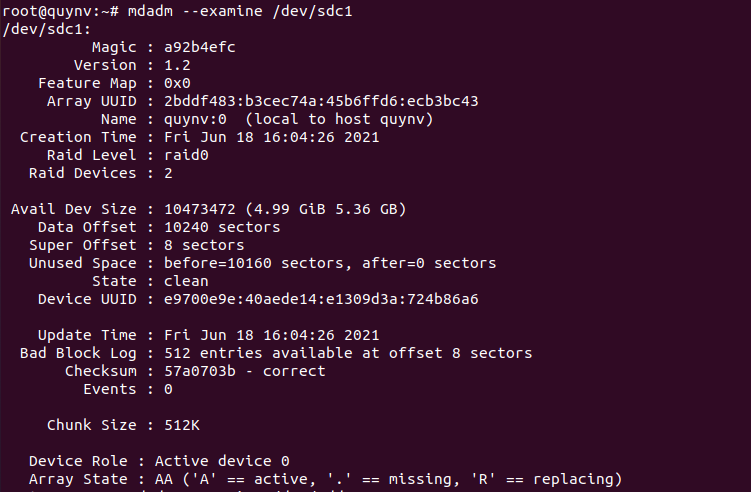 root@quynv:~# mdadm --examine /dev/sdc1
/dev/sdc1:
          Magic : a92b4efc
        Version : 1.2
    Feature Map : 0x0
     Array UUID : 2bddf483:b3cec74a:45b6ffd6:ecb3bc43
           Name : quynv:0  (local to host quynv)
  Creation Time : Fri Jun 18 16:04:26 2021
     Raid Level : raid0
   Raid Devices : 2

 Avail Dev Size : 10473472 (4.99 GiB 5.36 GB)
    Data Offset : 10240 sectors
   Super Offset : 8 sectors
   Unused Space : before=10160 sectors, after=0 sectors
          State : clean
    Device UUID : e9700e9e:40aede14:e1309d3a:724b86a6

    Update Time : Fri Jun 18 16:04:26 2021
  Bad Block Log : 512 entries available at offset 8 sectors
       Checksum : 57a0703b - correct
         Events : 0

     Chunk Size : 512K

   Device Role : Active device 0
   Array State : AA ('A' == active, '.' == missing, 'R' == replacing)